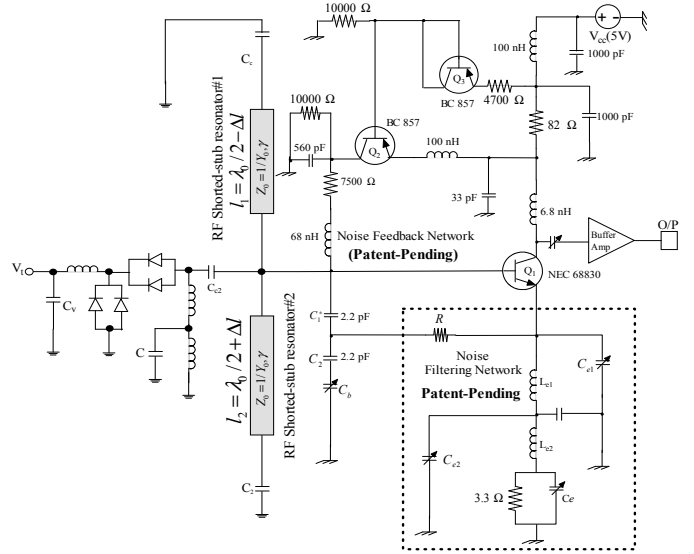 10000 Ω
C_c
100 nH
V_cc(5V)
1000 pF
Q_3
BC 857
4700 Ω
1000 pF
10000 Ω
BC 857
82 Ω
560 pF
Q_2
100 nH
7500 Ω
33 pF
6.8 nH
RF Shorted-stub resonator#1
l_1 = λ_0 / 2 − Δl
Z_0 = 1/Y_0, γ
68 nH
Noise Feedback Network
(Patent-Pending)
Buffer
Amp
O/P
Q_1
NEC 68830
V_t
C_v
C_c2
C
RF Shorted-stub resonator#2
l_2 = λ_0 / 2 + Δl
Z_0 = 1/Y_0, γ
C_1^* 2.2 pF
C_2 2.2 pF
C_b
R
Noise
Filtering Network
Patent-Pending
L_e1
C_e1
L_e2
C_e2
3.3 Ω
Ce
C_2